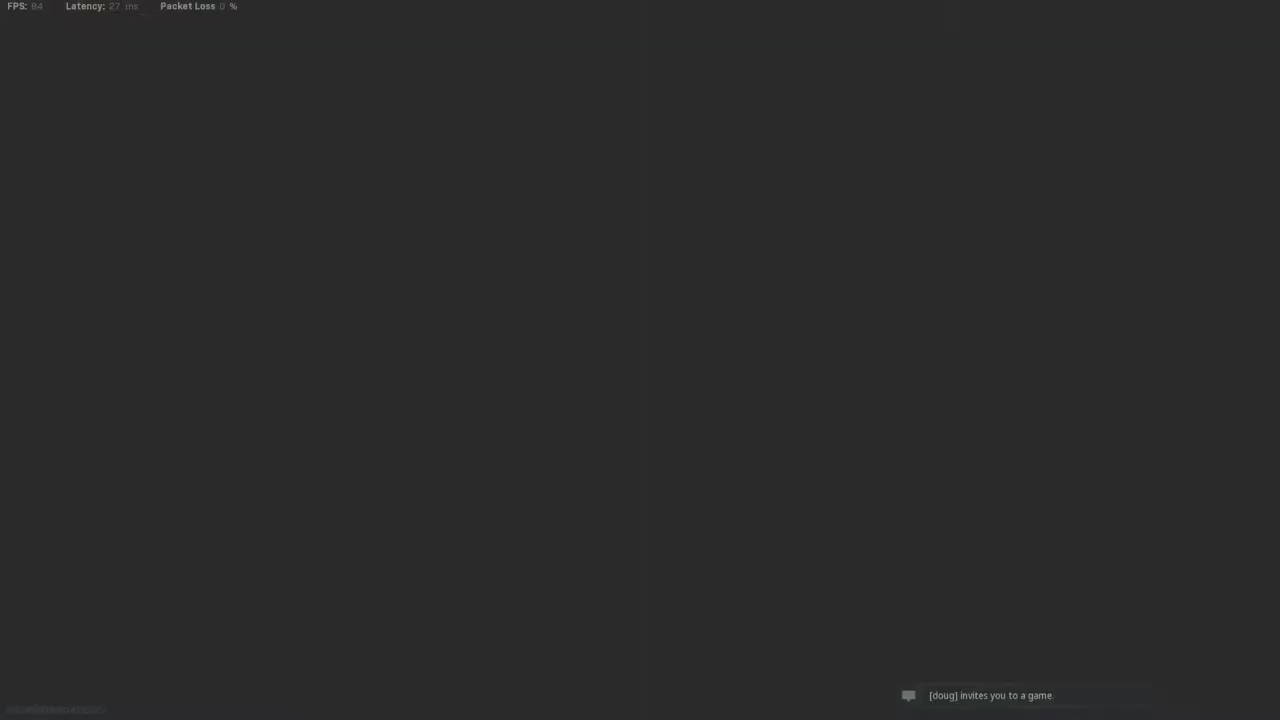 FPS: 84 Latency: 27 ms Packet Loss 0 %
[doug] invites you to a game.